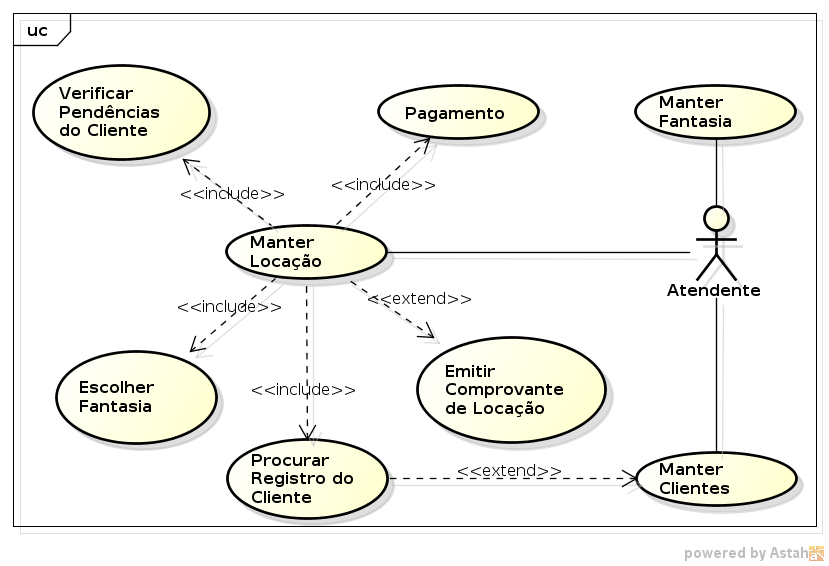 uc
Verificar
Pendências
do Cliente
Pagamento
Manter
Fantasia
<<include>>
<<include>>
Manter
Locação
Atendente
<<include>>
<<extend>>
Escolher
Fantasia
<<include>>
Emitir
Comprovante
de Locação
Procurar
Registro do
Cliente
<<extend>>
Manter
Clientes
powered by Astah